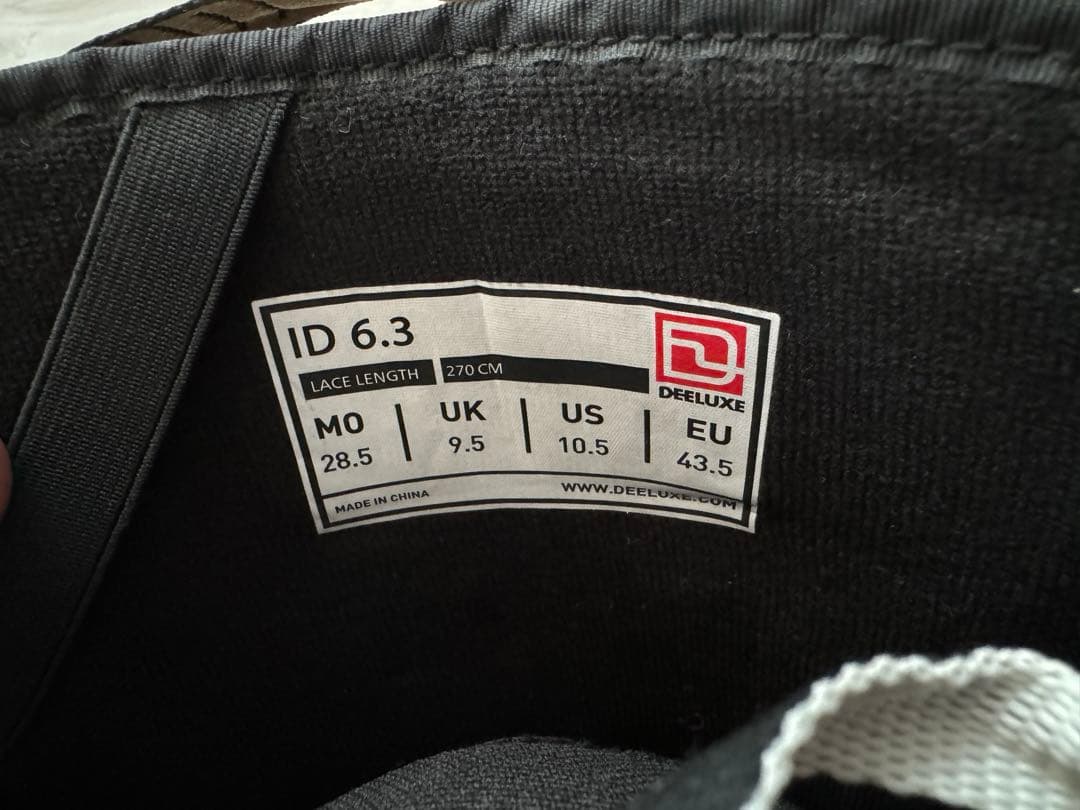 ID 6.3
LACE LENGTH 270 CM
DEELUXE
MO UK US EU
28.5 9.5 10.5 43.5
MADE IN CHINA WWW.DEELUXE.COM